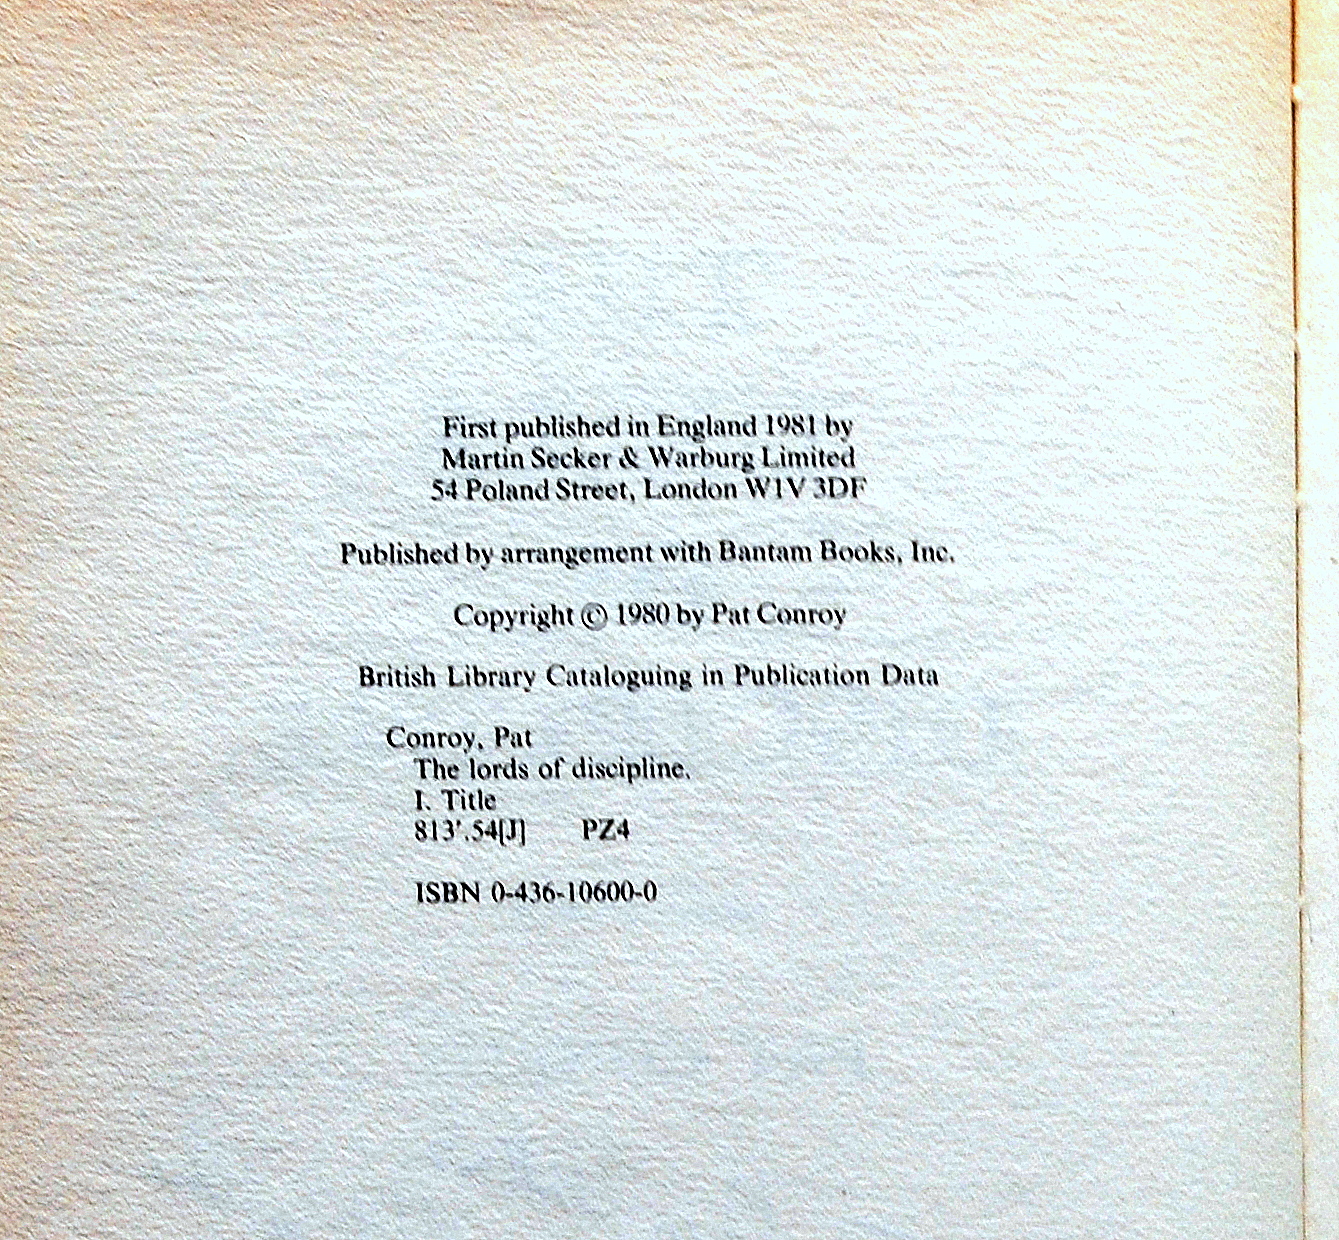 First published in England 1981 by
Martin Secker & Warburg Limited
54 Poland Street, London W1V 3DF
Published by arrangement with Bantam Books, Inc.
Copyright © 1980 by Pat Conroy
British Library Cataloguing in Publication Data
Conroy, Pat
The lords of discipline.
I. Title
813'.54[J] PZ4
ISBN 0-436-10600-0